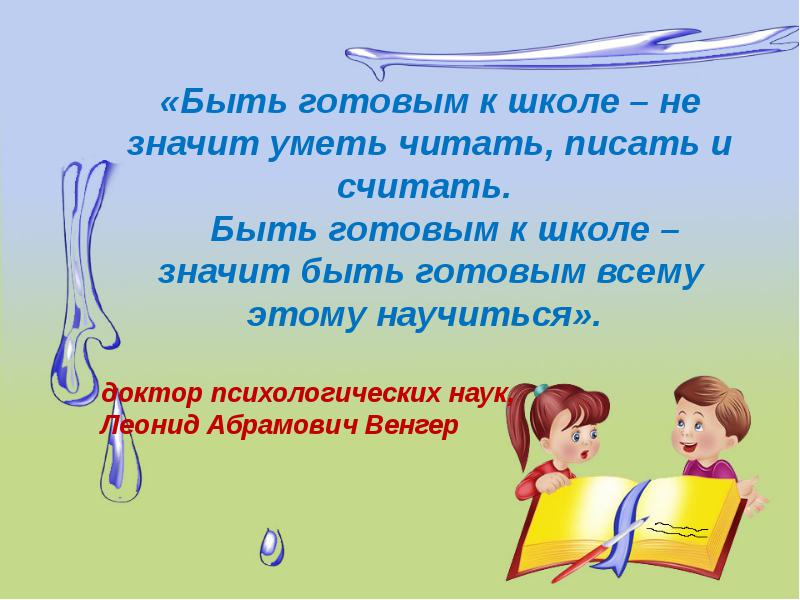 «Быть готовым к школе – не
значит уметь читать, писать и
считать.
Быть готовым к школе –
значит быть готовым всему
этому научиться».
доктор психологических наук.
Леонид Абрамович Венгер